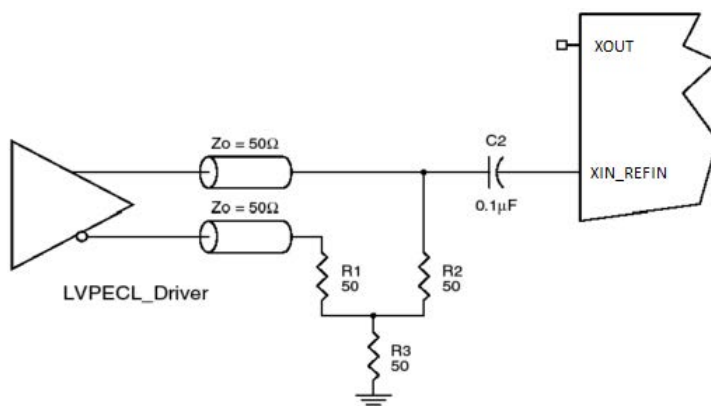 XOUT
Zo = 50Ω
C2
XIN_REFIN
0.1µF
Zo = 50Ω
R1
50
R2
50
LVPECL_Driver
R3
50